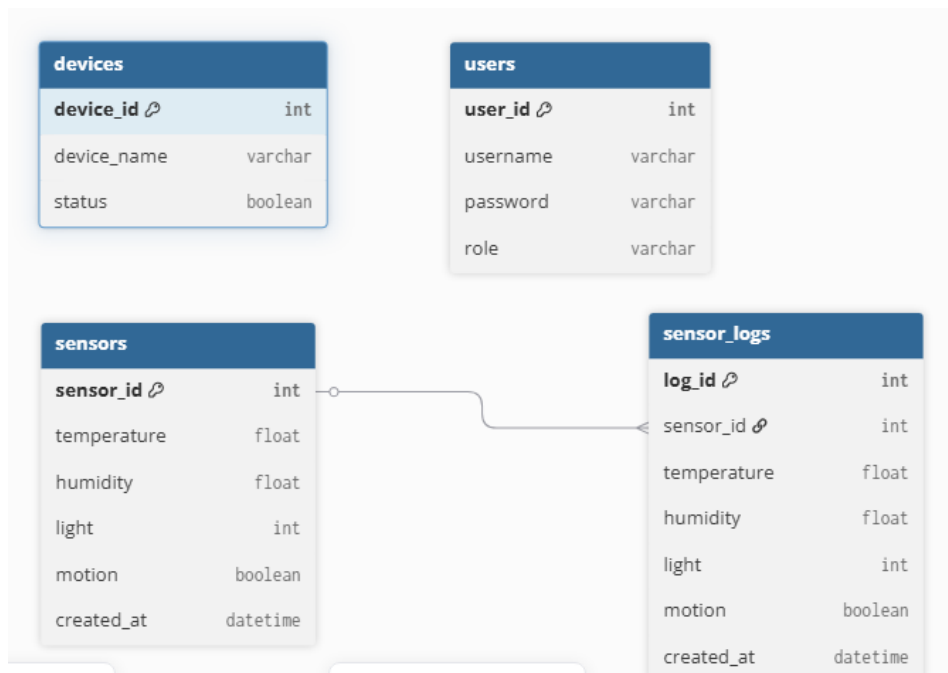 devices
device_id int
device_name varchar
status boolean
users
user_id int
username varchar
password varchar
role varchar
sensors
sensor_id int
temperature float
humidity float
light int
motion boolean
created_at datetime
sensor_logs
log_id int
sensor_id int
temperature float
humidity float
light int
motion boolean
created_at datetime